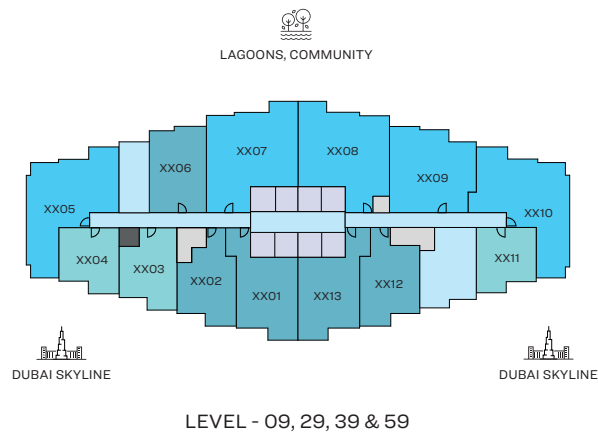 LAGOONS, COMMUNITY
XX06
XX07
XX08
XX09
XX05
XX10
XX04
XX03
XX02
XX01
XX13
XX12
XX11
DUBAI SKYLINE
DUBAI SKYLINE
LEVEL - 09, 29, 39 & 59